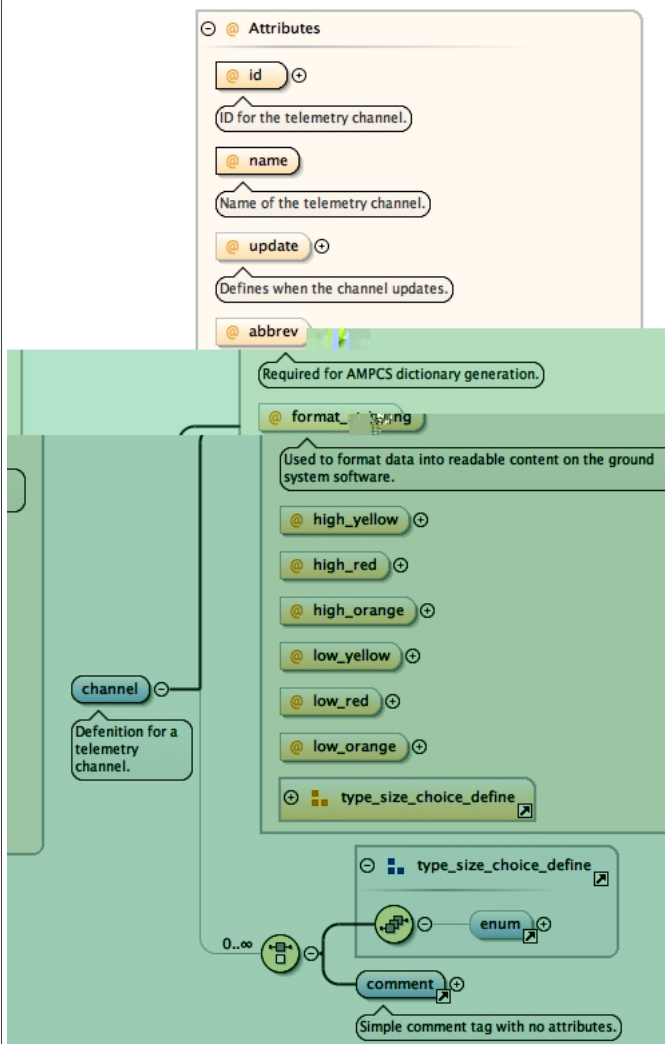 Attributes
@ id
ID for the telemetry channel.
@ name
Name of the telemetry channel.
@ update
Defines when the channel updates.
@ abbrev
Required for AMPCS dictionary generation.
Used to format data into readable content on the ground
system software.
@ high_yellow
@ high_red
@ high_orange
@ low_yellow
@ low_red
@ low_orange
type_size_choice_define
channel
Defenition for a
telemetry
channel.
type_size_choice_define
enum
0..∞
comment
Simple comment tag with no attributes.